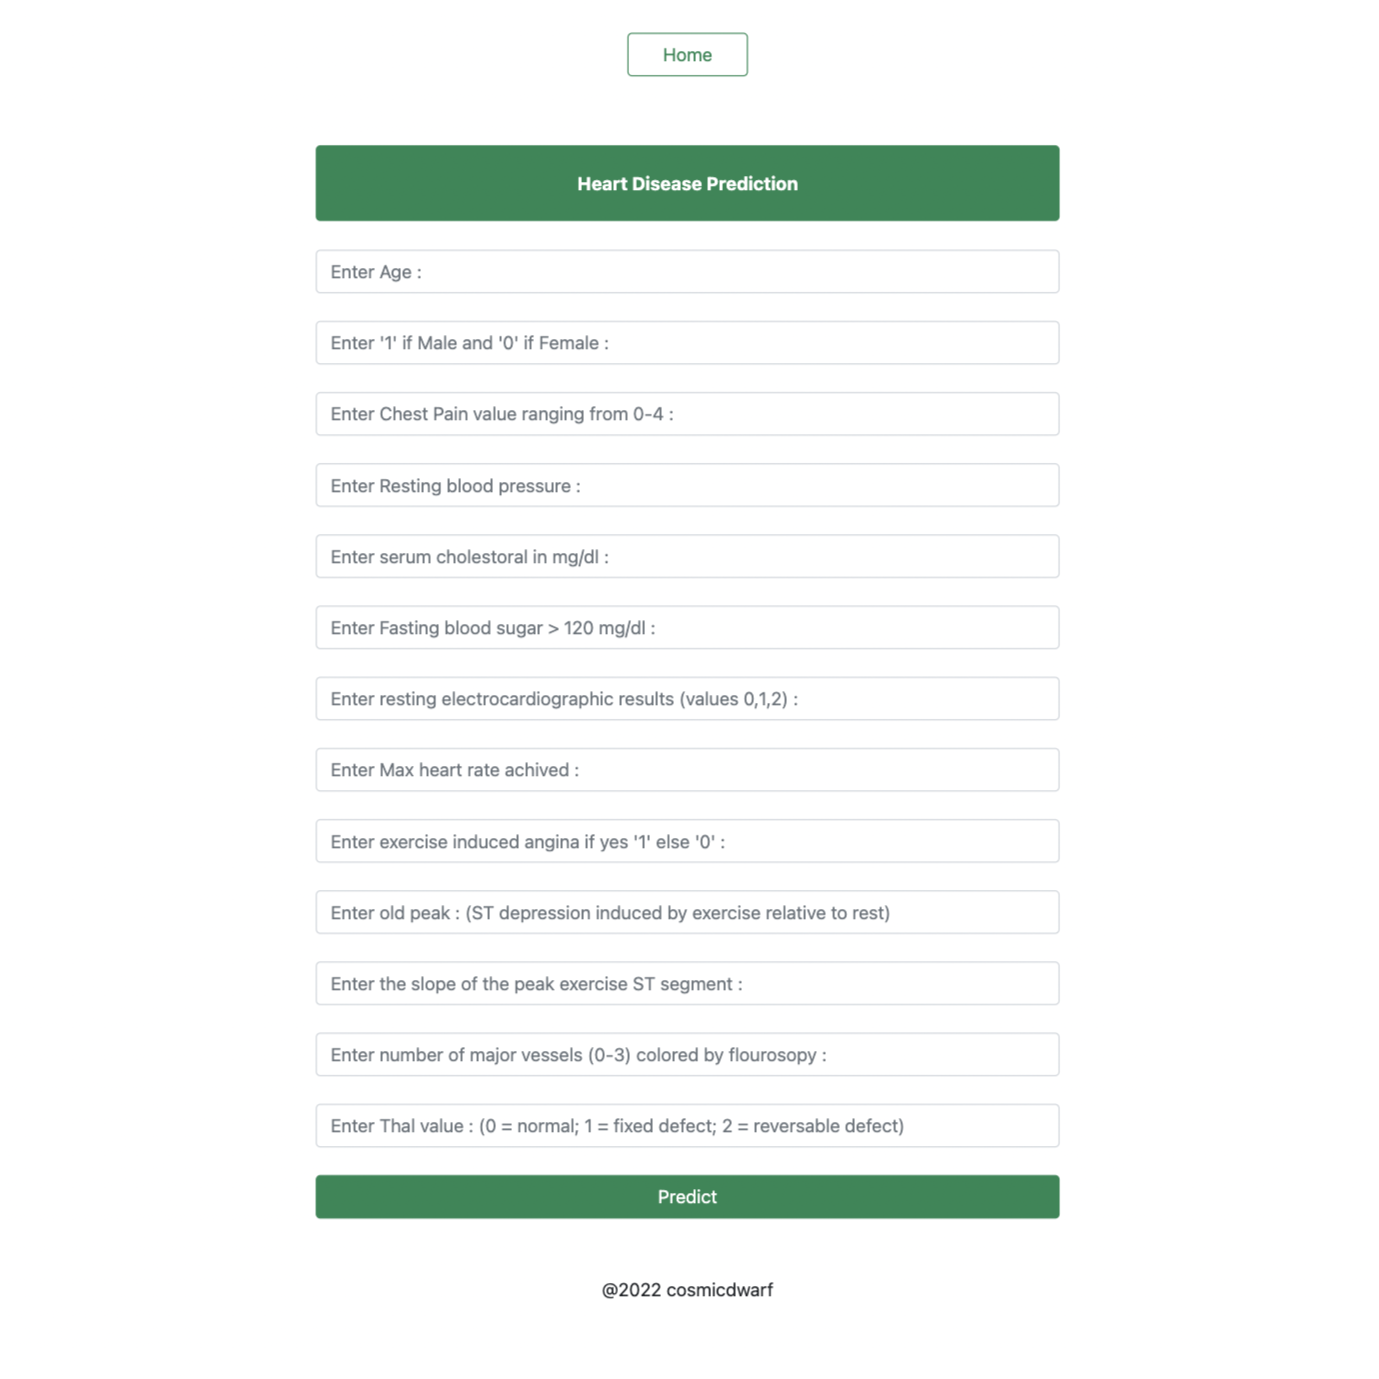 Home
Heart Disease Prediction
Enter Age :
Enter '1' if Male and '0' if Female :
Enter Chest Pain value ranging from 0-4 :
Enter Resting blood pressure :
Enter serum cholestoral in mg/dl :
Enter Fasting blood sugar > 120 mg/dl :
Enter resting electrocardiographic results (values 0,1,2) :
Enter Max heart rate achived :
Enter exercise induced angina if yes '1' else '0' :
Enter old peak : (ST depression induced by exercise relative to rest)
Enter the slope of the peak exercise ST segment :
Enter number of major vessels (0-3) colored by flourosopy :
Enter Thal value : (0 = normal; 1 = fixed defect; 2 = reversable defect)
Predict
@2022 cosmicdwarf